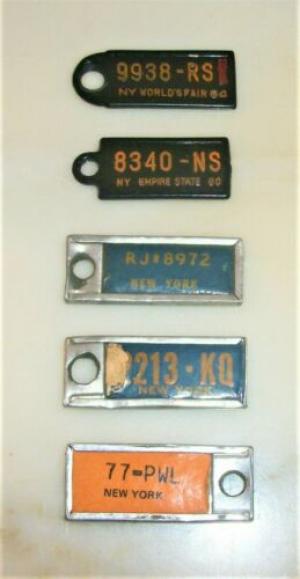 9938-RS
NY WORLD'S FAIR 64
8340-NS
NY EMPIRE STATE 60
RJ*8972
NEW YORK
213-KQ
NEW YORK
77-PWL
NEW YORK